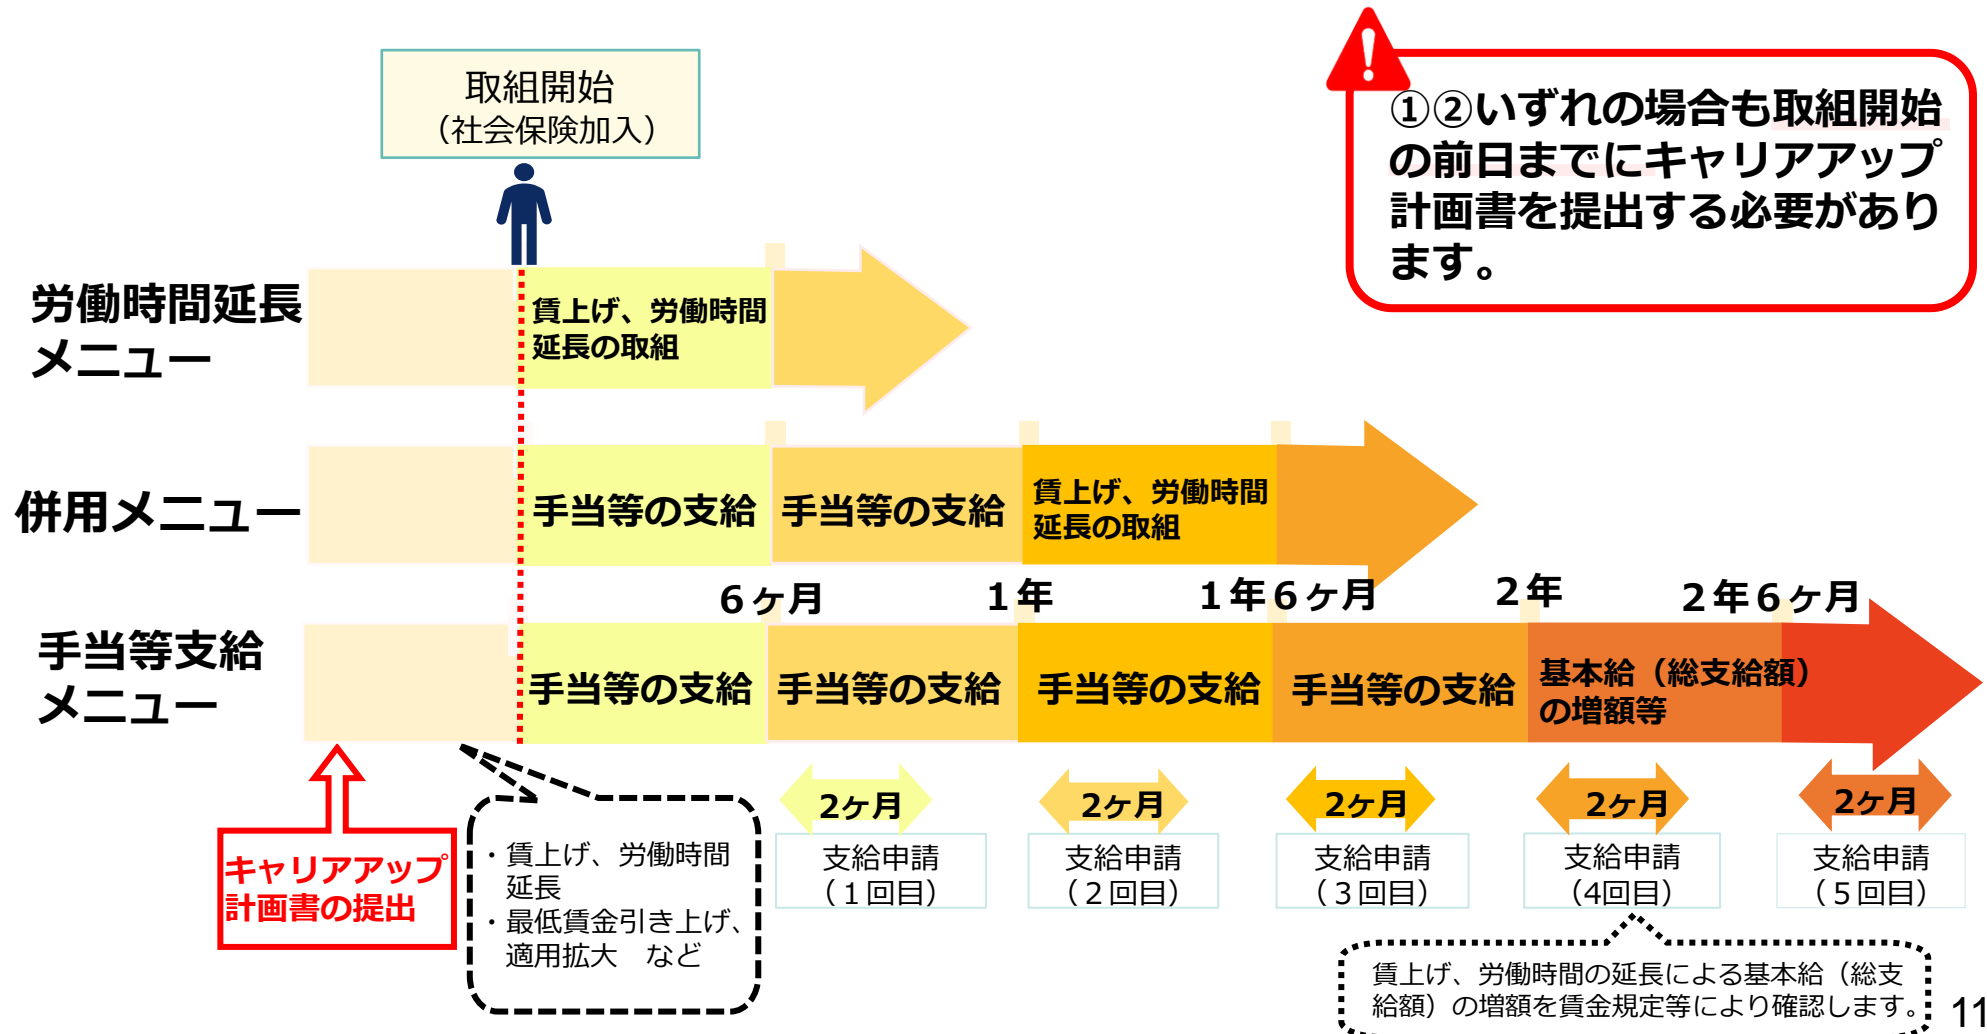 取組開始
（社会保険加入）
①②いずれの場合も取組開始
の前日までにキャリアアップ
計画書を提出する必要があり
ます。
労働時間延長
メニュー
賃上げ、労働時間
延長の取組
併用メニュー
手当等の支給
手当等の支給
賃上げ、労働時間
延長の取組
６ヶ月
１年
１年６ヶ月
２年
２年６ヶ月
手当等支給
メニュー
手当等の支給
手当等の支給
手当等の支給
手当等の支給
基本給（総支給額）
の増額等
2ヶ月
2ヶ月
2ヶ月
2ヶ月
2ヶ月
キャリアアップ
計画書の提出
・賃上げ、労働時間
延長
・最低賃金引き上げ、
適用拡大　など
支給申請
（１回目）
支給申請
（２回目）
支給申請
（３回目）
支給申請
（4回目）
支給申請
（５回目）
賃上げ、労働時間の延長による基本給（総支
給額）の増額を賃金規定等により確認します。
11